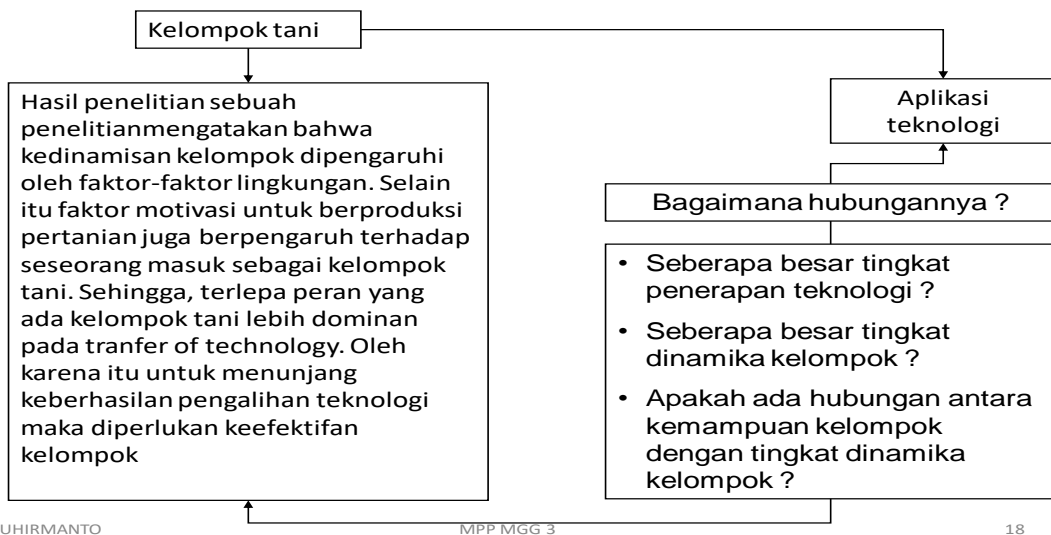 Kelompok tani
Hasil penelitian sebuah
penelitianmengatakan bahwa
kedinamisan kelompok dipengaruhi
oleh faktor-faktor lingkungan. Selain
itu faktor motivasi untuk berproduksi
pertanian juga berpengaruh terhadap
seseorang masuk sebagai kelompok
tani. Sehingga, terlepa peran yang
ada kelompok tani lebih dominan
pada tranfer of technology. Oleh
karena itu untuk menunjang
keberhasilan pengalihan teknologi
maka diperlukan keefektifan
kelompok
Aplikasi
teknologi
Bagaimana hubungannya ?
• Seberapa besar tingkat
penerapan teknologi ?
• Seberapa besar tingkat
dinamika kelompok ?
• Apakah ada hubungan antara
kemampuan kelompok
dengan tingkat dinamika
kelompok ?
UHIRMANTO
MPP MGG 3
18